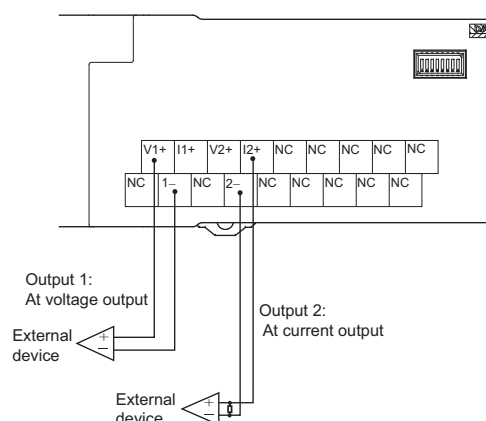 V1+ I1+ V2+ I2+ NC NC NC NC NC
NC 1– NC 2– NC NC NC NC NC
Output 1:
At voltage output
External
device
+
–
Output 2:
At current output
External
device
+
–